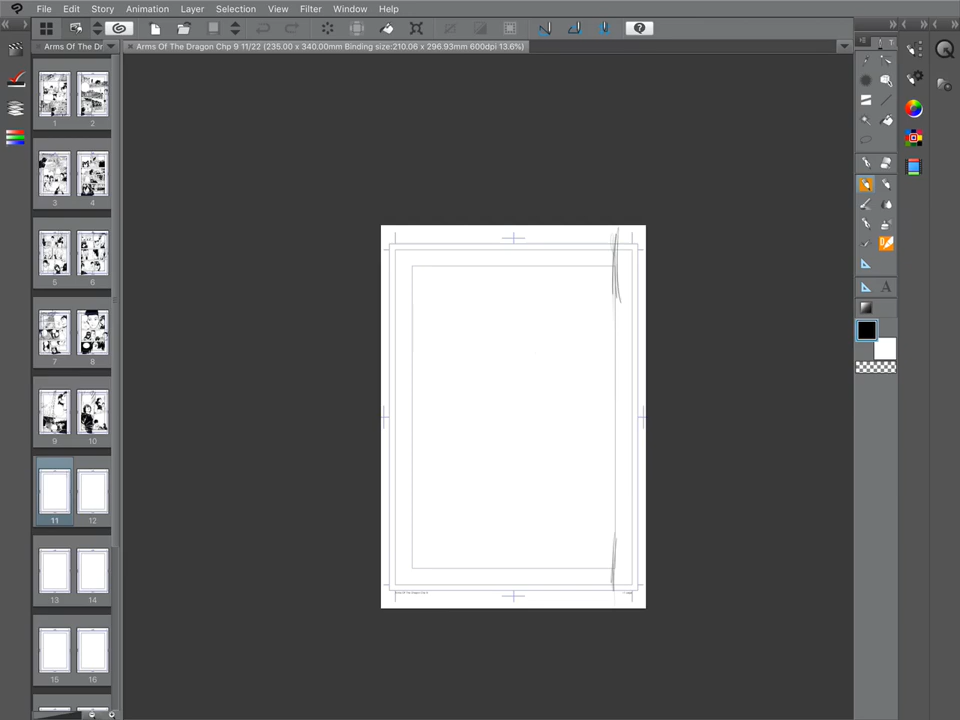 File Edit Story Animation Layer Selection View Filter Window Help
Arms Of The Dr
Arms Of The Dragon Chp 9 11/22 (235.00 x 340.00mm Binding size:210.06 x 296.93mm 600dpi 13.6%)
1 2
3 4
5 6
7 8
9 10
11 12
13 14
15 16
T
A